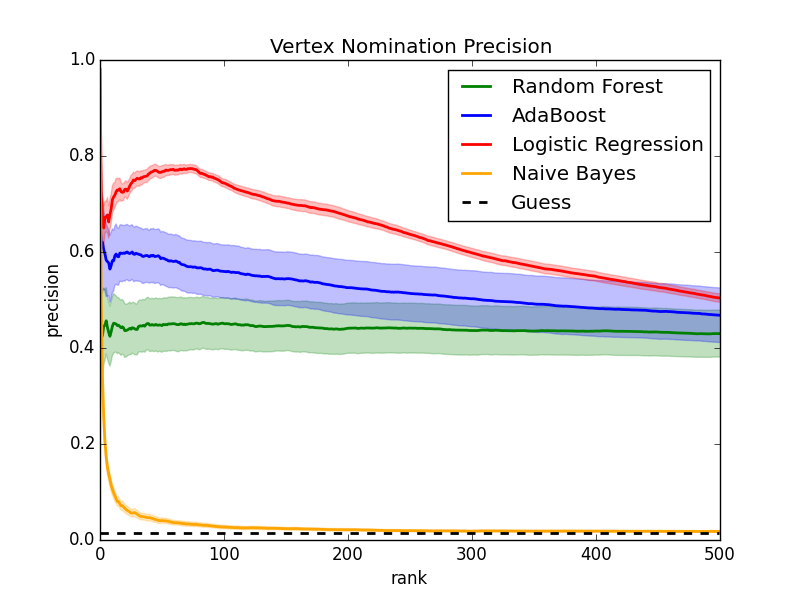 Vertex Nomination Precision
1.0
0.8
0.6
0.4
0.2
0.0
precision
Random Forest
AdaBoost
Logistic Regression
Naive Bayes
Guess
0 100 200 300 400 500
rank